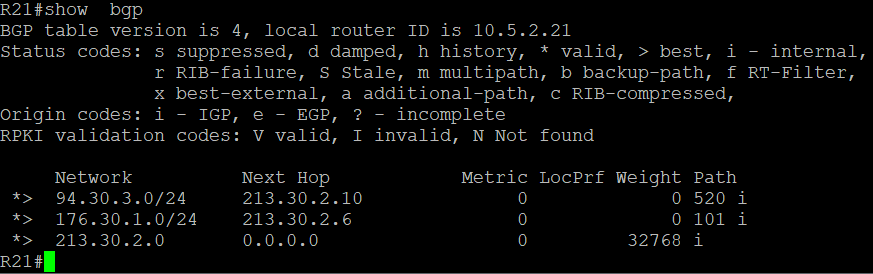 R21#show  bgp
BGP table version is 4, local router ID is 10.5.2.21
Status codes: s suppressed, d damped, h history, * valid, > best, i - internal,
              r RIB-failure, S Stale, m multipath, b backup-path, f RT-Filter,
              x best-external, a additional-path, c RIB-compressed,
Origin codes: i - IGP, e - EGP, ? - incomplete
RPKI validation codes: V valid, I invalid, N Not found

     Network          Next Hop            Metric LocPrf Weight Path
 *>  94.30.3.0/24     213.30.2.10              0             0 520 i
 *>  176.30.1.0/24    213.30.2.6               0             0 101 i
 *>  213.30.2.0       0.0.0.0                  0         32768 i
R21#